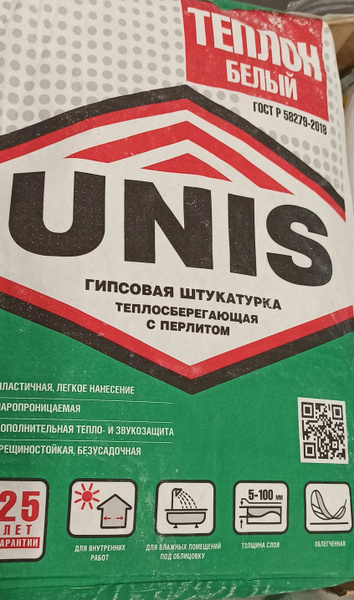 ТЕПЛОН
БЕЛЫЙ
ГОСТ Р 58279-2018
UNIS
ГИПСОВАЯ ШТУКАТУРКА
ТЕПЛОСБЕРЕГАЮЩАЯ
С ПЕРЛИТОМ
ЛАСТИЧНАЯ, ЛЕГКОЕ НАНЕСЕНИЕ
АРОПРОНИЦАЕМАЯ
ОПОЛНИТЕЛЬНАЯ ТЕПЛО- И ЗВУКОЗАЩИТА
РЕЩИНОСТОЙКАЯ, БЕЗУСАДОЧНАЯ
25
ЛЕТ
АРАНТИИ
ДЛЯ ВНУТРЕННИХ
РАБОТ
ДЛЯ ВЛАЖНЫХ ПОМЕЩЕНИЙ
ПОД ОБЛИЦОВКУ
5-100 мм
ТОЛЩИНА СЛОЯ
ОБЛЕГЧЕННАЯ